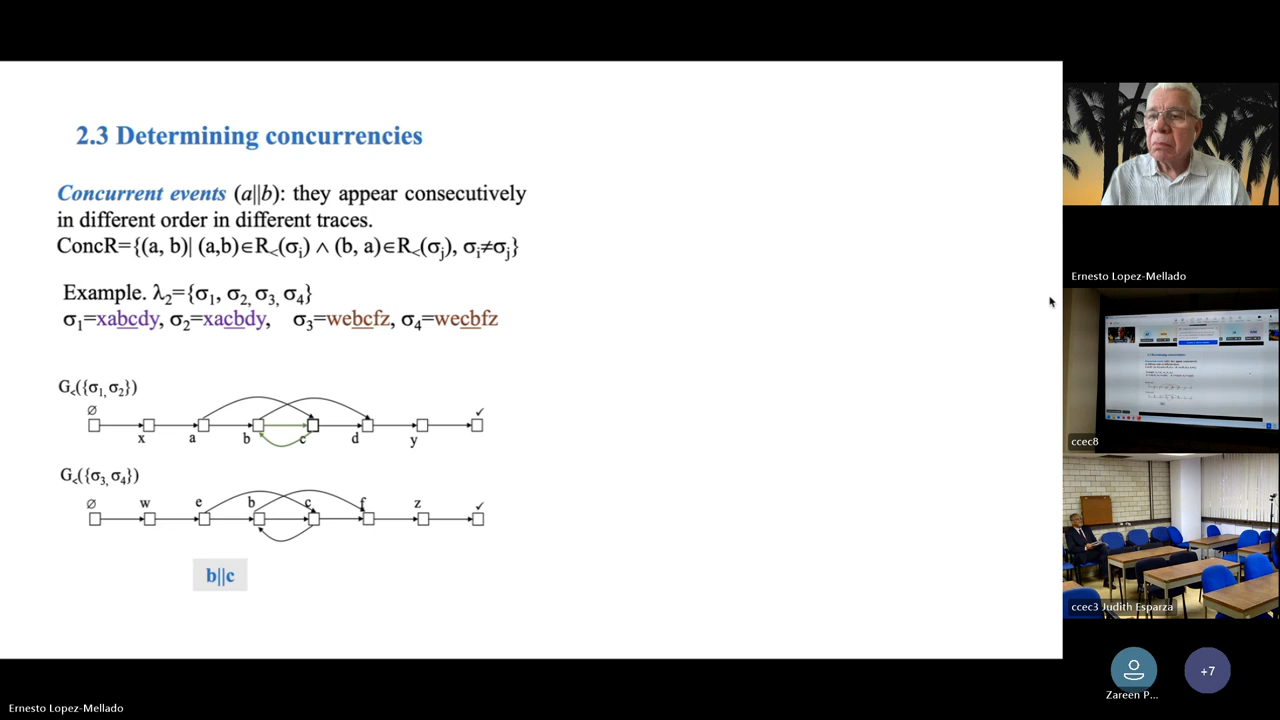 2.3 Determining concurrencies
Concurrent events (a||b): they appear consecutively
in different order in different traces.
ConcR={(a, b)| (a,b)∈R<(σi) ∧ (b, a)∈R<(σj), σi≠σj}
Example. λ2={σ1, σ2, σ3, σ4}
σ1=xabcdy, σ2=xacbdy, σ3=webcfz, σ4=wecbfz
G<({σ1, σ2})
∅ ✓
x a b c d y
G<({σ3, σ4})
∅ w e b c f z ✓
b||c
Ernesto Lopez-Mellado
ccec8
ccec3 Judith Esparza
Zareen P...
+7
Ernesto Lopez-Mellado